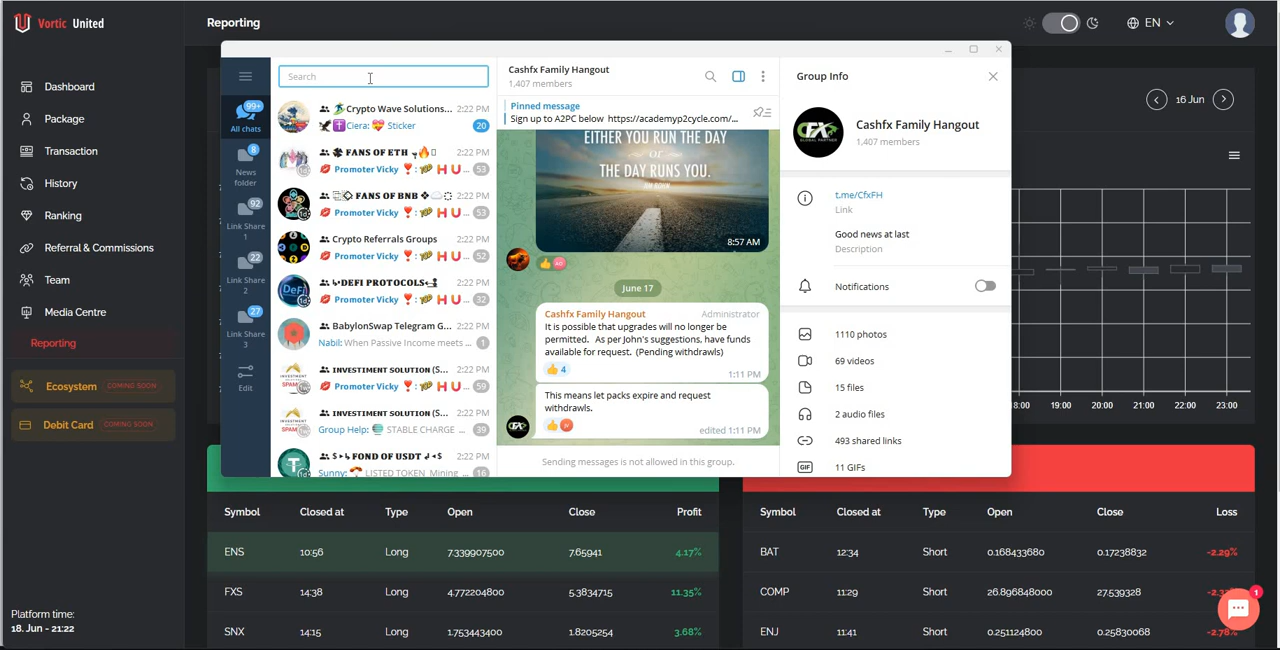 Vortic United
Reporting
EN
Dashboard
Package
Transaction
History
Ranking
Referral & Commissions
Team
Media Centre
Reporting
Ecosystem COMING SOON
Debit Card COMING SOON
Platform time:
18. Jun - 21:22
16 Jun
99+
All chats
8
News
folder
92
Link Share
1
22
Link Share
2
27
Link Share
3
Edit
Search
Crypto Wave Solutions... 2:22 PM
Ciera: Sticker 20
FANS OF ETH 2:22 PM
Promoter Vicky : H U ... 53
FANS OF BNB 2:22 PM
Promoter Vicky : H U ... 53
Crypto Referrals Groups 2:22 PM
Promoter Vicky : H U ... 52
DEFI PROTOCOLS 2:22 PM
Promoter Vicky : H U ... 32
BabylonSwap Telegram G... 2:22 PM
Nabil: When Passive Income meets ... 1
INVESTIMENT SOLUTION (S... 2:22 PM
Promoter Vicky : H U ... 59
INVESTIMENT SOLUTION (S... 2:22 PM
Group Help: STABLE CHARGE ... 39
FOND OF USDT 2:22 PM
Sunny: LISTED TOKEN Mining ... 16
Cashfx Family Hangout
1,407 members
Pinned message
Sign up to A2PC below https://academyp2cycle.com/...
EITHER YOU RUN THE DAY
or
THE DAY RUNS YOU.
JIM ROHN
8:57 AM
June 17
Cashfx Family Hangout Administrator
It is possible that upgrades will no longer be
permitted. As per John's suggestions, have funds
available for request. (Pending withdrawls)
4 1:11 PM
This means let packs expire and request
withdrawls.
edited 1:11 PM
Sending messages is not allowed in this group.
Group Info
CFX
Cashfx Family Hangout
1,407 members
t.me/CfxFH
Link
Good news at last
Description
Notifications
1110 photos
69 videos
15 files
2 audio files
493 shared links
GIF 11 GIFs
18:00 19:00 20:00 21:00 22:00 23:00
Symbol Closed at Type Open Close Profit
ENS 10:56 Long 7.339907500 7.65941 4.17%
FXS 14:38 Long 4.772204800 5.3834715 11.35%
SNX 14:15 Long 1.753443400 1.8205254 3.68%
Symbol Closed at Type Open Close Loss
BAT 12:34 Short 0.168433680 0.17238832 -2.29%
COMP 11:29 Short 26.896848000 27.539328
ENJ 11:41 Short 0.251124800 0.25830068 -2.78%
1